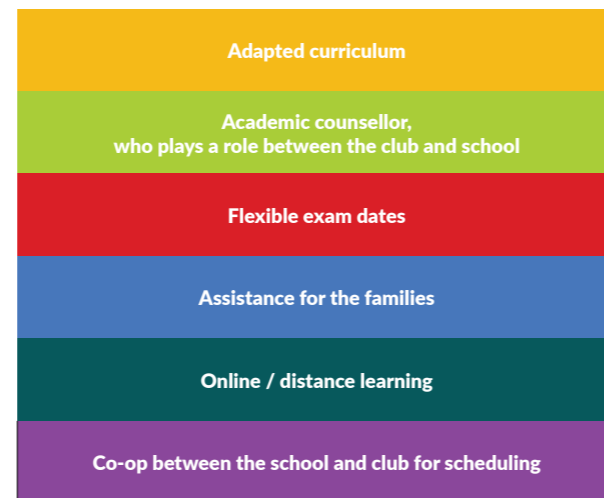 Adapted curriculum
Academic counsellor,
who plays a role between the club and school
Flexible exam dates
Assistance for the families
Online / distance learning
Co-op between the school and club for scheduling